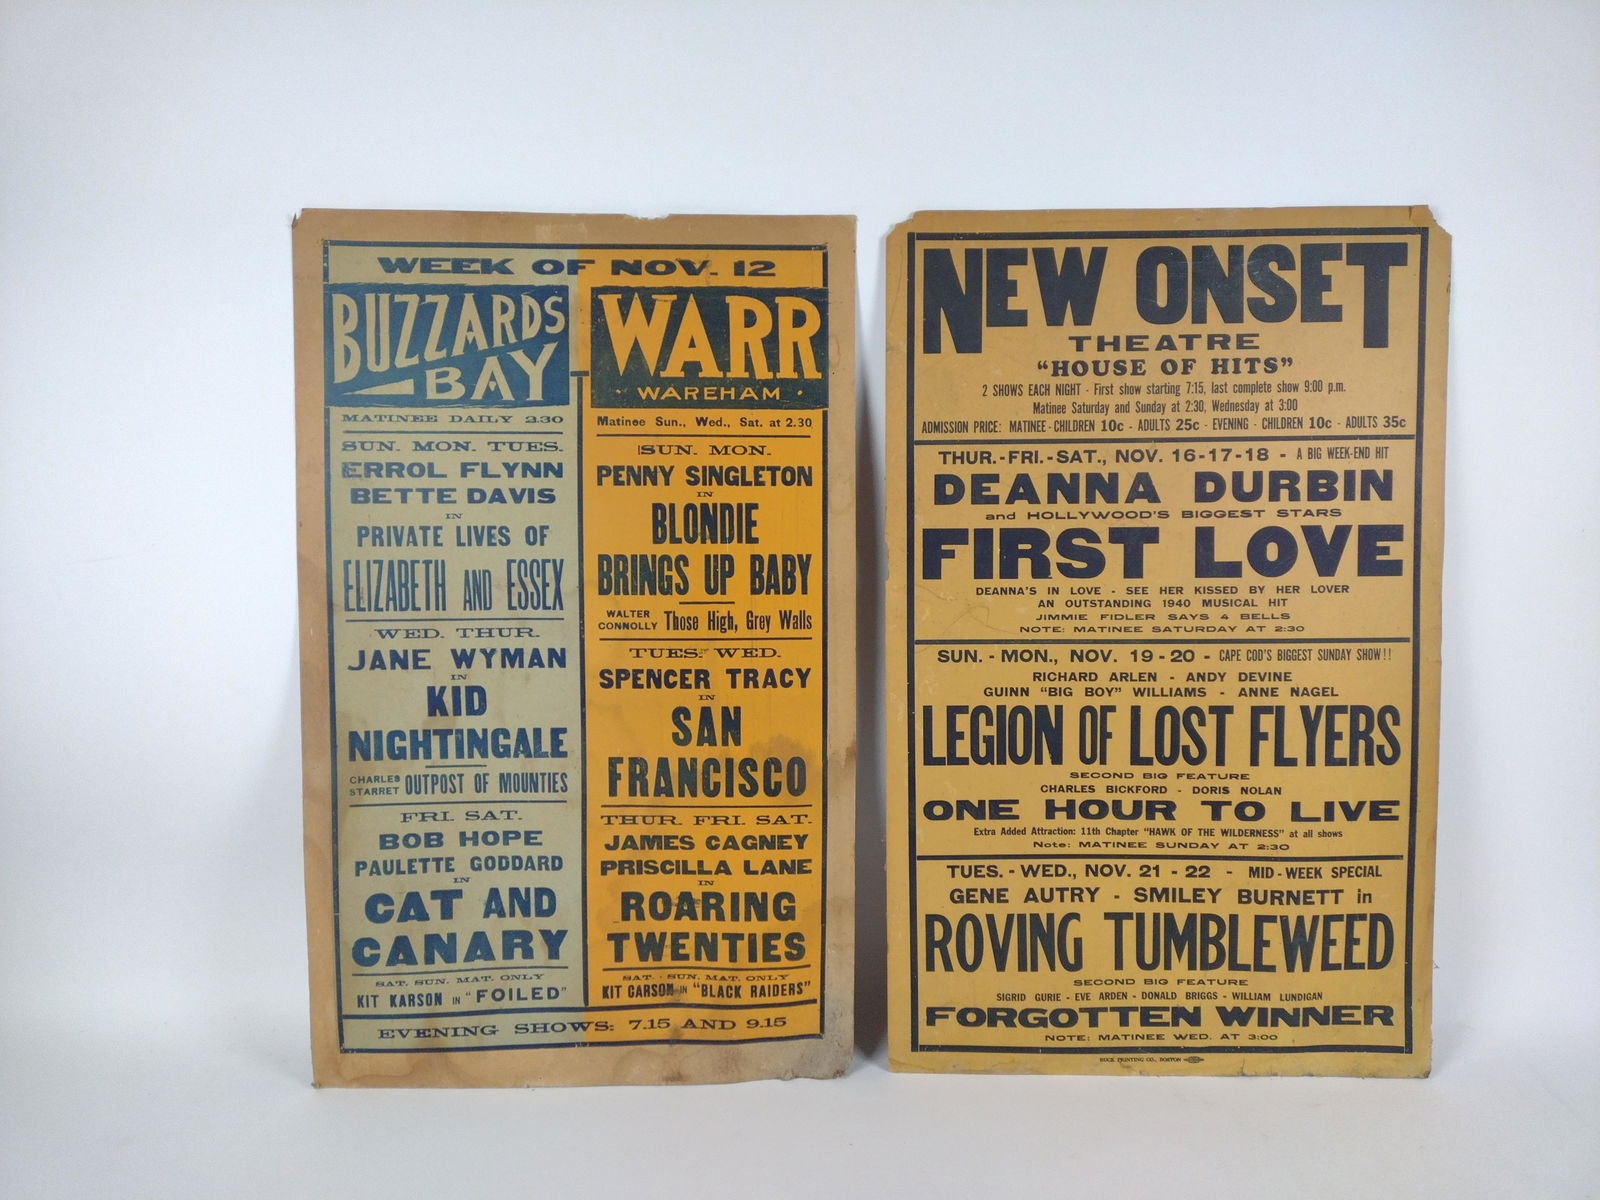 WEEK OF NOV. 12
BUZZARDS
BAY
MATINEE DAILY 2.30
SUN. MON. TUES.
ERROL FLYNN
BETTE DAVIS
IN
PRIVATE LIVES OF
ELIZABETH AND ESSEX
WED. THUR.
JANE WYMAN
IN
KID
NIGHTINGALE
CHARLES
STARRET OUTPOST OF MOUNTIES
FRI. SAT.
BOB HOPE
PAULETTE GODDARD
IN
CAT AND
CANARY
SAT. SUN. MAT. ONLY
KIT KARSON IN "FOILED"
WARR
· WAREHAM ·
Matinee Sun., Wed., Sat. at 2.30
SUN. MON.
PENNY SINGLETON
IN
BLONDIE
BRINGS UP BABY
WALTER
CONNOLLY Those High, Grey Walls
TUES. WED.
SPENCER TRACY
IN
SAN
FRANCISCO
THUR. FRI. SAT.
JAMES CAGNEY
PRISCILLA LANE
IN
ROARING
TWENTIES
SAT. · SUN. MAT. ONLY
KIT CARSON IN "BLACK RAIDERS"
EVENING SHOWS: 7.15 AND 9.15
NEW ONSET
THEATRE
"HOUSE OF HITS"
2 SHOWS EACH NIGHT - First show starting 7:15, last complete show 9:00 p.m.
Matinee Saturday and Sunday at 2:30, Wednesday at 3:00
ADMISSION PRICE: MATINEE - CHILDREN 10c - ADULTS 25c - EVENING - CHILDREN 10c - ADULTS 35c
THUR.-FRI.-SAT., NOV. 16-17-18 - A BIG WEEK-END HIT
DEANNA DURBIN
and HOLLYWOOD'S BIGGEST STARS
FIRST LOVE
DEANNA'S IN LOVE - SEE HER KISSED BY HER LOVER
AN OUTSTANDING 1940 MUSICAL HIT
JIMMIE FIDLER SAYS 4 BELLS
NOTE: MATINEE SATURDAY AT 2:30
SUN. - MON., NOV. 19 - 20 - CAPE COD'S BIGGEST SUNDAY SHOW!!
RICHARD ARLEN - ANDY DEVINE
GUINN "BIG BOY" WILLIAMS - ANNE NAGEL
LEGION OF LOST FLYERS
SECOND BIG FEATURE
CHARLES BICKFORD - DORIS NOLAN
ONE HOUR TO LIVE
Extra Added Attraction: 11th Chapter "HAWK OF THE WILDERNESS" at all shows
Note: MATINEE SUNDAY AT 2:30
TUES. - WED., NOV. 21 - 22 - MID-WEEK SPECIAL
GENE AUTRY - SMILEY BURNETT in
ROVING TUMBLEWEED
SECOND BIG FEATURE
SIGRID GURIE - EVE ARDEN - DONALD BRIGGS - WILLIAM LUNDIGAN
FORGOTTEN WINNER
NOTE: MATINEE WED. AT 3:00
BUCK PRINTING CO., BOSTON